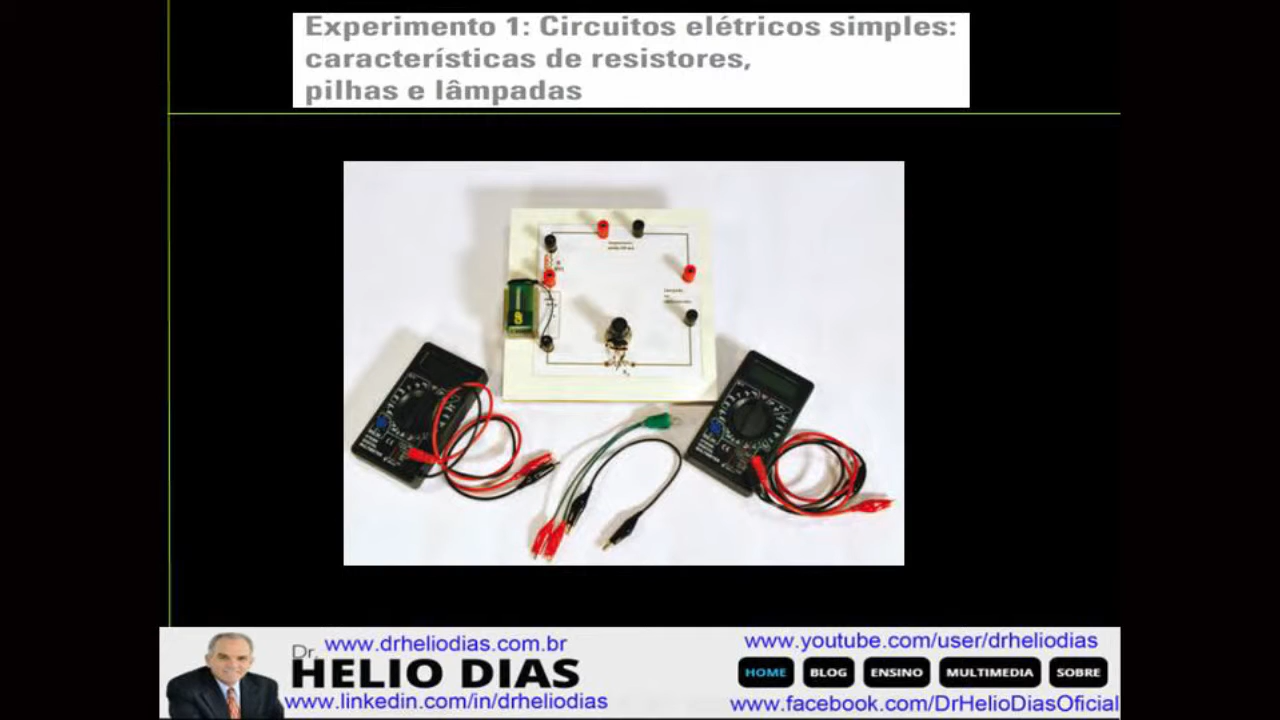 Experimento 1: Circuitos elétricos simples:
características de resistores,
pilhas e lâmpadas
Dr.
www.drheliodias.com.br
HELIO DIAS
www.linkedin.com/in/drheliodias
www.youtube.com/user/drheliodias
HOME BLOG ENSINO MULTIMEDIA SOBRE
www.facebook.com/DrHelioDiasOficial